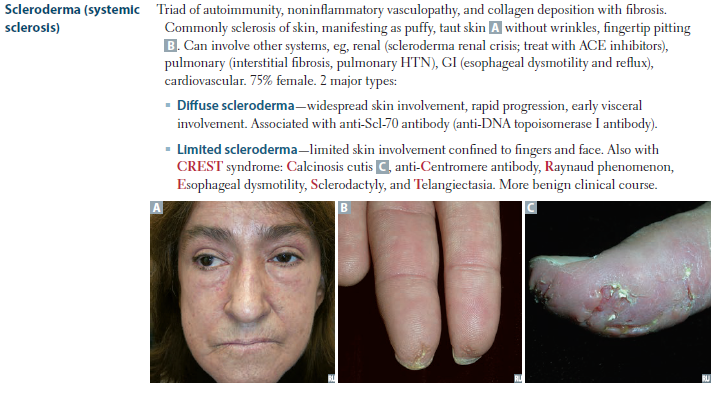 Scleroderma (systemic sclerosis)
Triad of autoimmunity, noninflammatory vasculopathy, and collagen deposition with fibrosis.
Commonly sclerosis of skin, manifesting as puffy, taut skin A without wrinkles, fingertip pitting
B. Can involve other systems, eg, renal (scleroderma renal crisis; treat with ACE inhibitors),
pulmonary (interstitial fibrosis, pulmonary HTN), GI (esophageal dysmotility and reflux),
cardiovascular. 75% female. 2 major types:
▪ Diffuse scleroderma—widespread skin involvement, rapid progression, early visceral
involvement. Associated with anti-Scl-70 antibody (anti-DNA topoisomerase I antibody).
▪ Limited scleroderma—limited skin involvement confined to fingers and face. Also with
CREST syndrome: Calcinosis cutis C, anti-Centromere antibody, Raynaud phenomenon,
Esophageal dysmotility, Sclerodactyly, and Telangiectasia. More benign clinical course.
A
B
C
RU
RU
RU